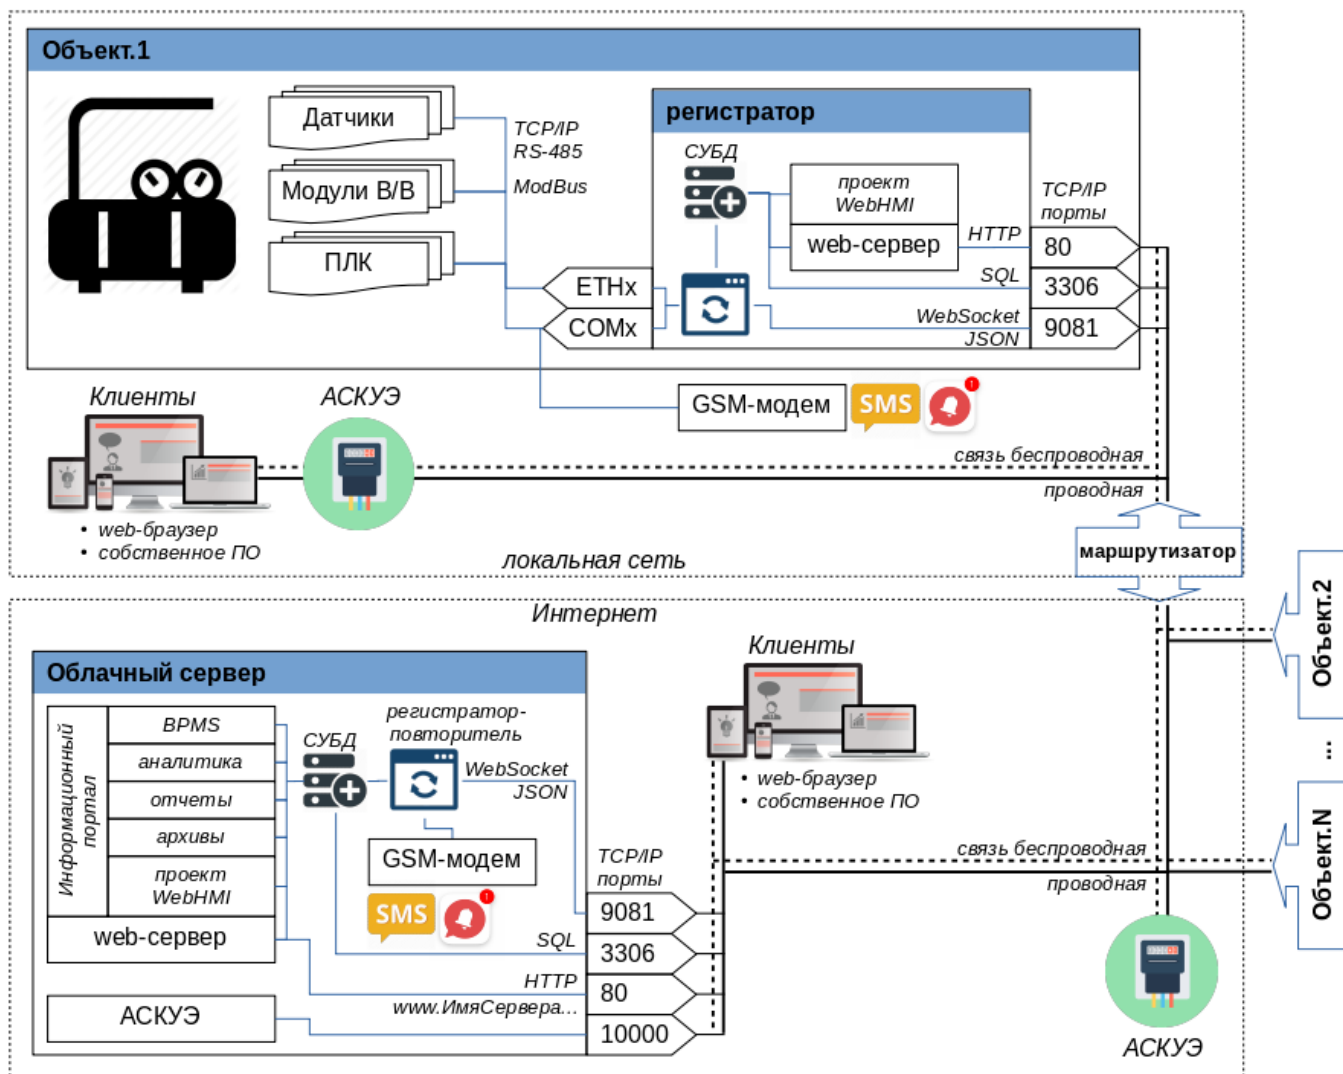 Объект.1
Датчики
Модули В/В
ПЛК
TCP/IP
RS-485
ModBus
регистратор
СУБД
проект
WebHMI
web-сервер
TCP/IP
порты
HTTP
80
SQL
3306
WebSocket
JSON
9081
ETHx
COMx
GSM-модем
SMS
1
Клиенты
АСКУЭ
web-браузер
собственное ПО
связь беспроводная
проводная
локальная сеть
маршрутизатор
Интернет
Объект.2
...
Объект.N
Облачный сервер
Информационный
портал
BPMS
аналитика
отчеты
архивы
проект
WebHMI
web-сервер
АСКУЭ
СУБД
регистратор-
повторитель
WebSocket
JSON
GSM-модем
SMS
1
TCP/IP
порты
9081
SQL
3306
HTTP
80
www.ИмяСервера...
10000
Клиенты
web-браузер
собственное ПО
связь беспроводная
проводная
АСКУЭ